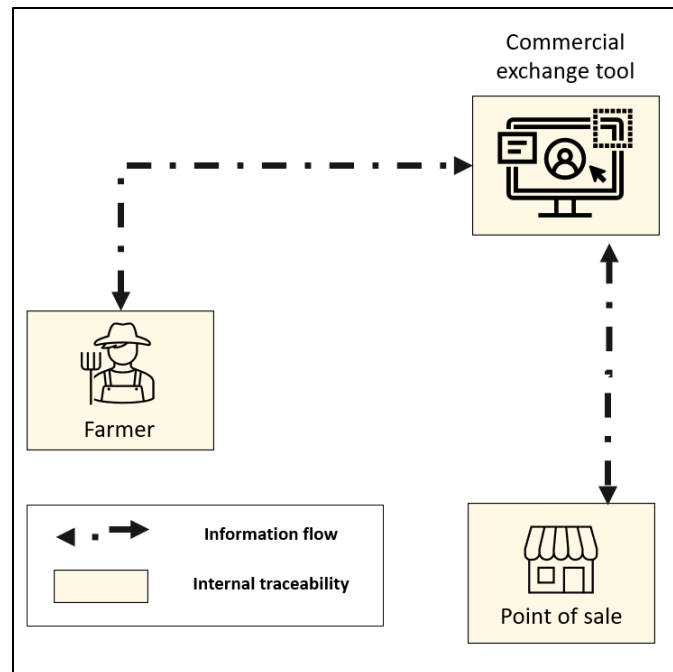 Commercial
exchange tool
Farmer
Information flow
Internal traceability
Point of sale